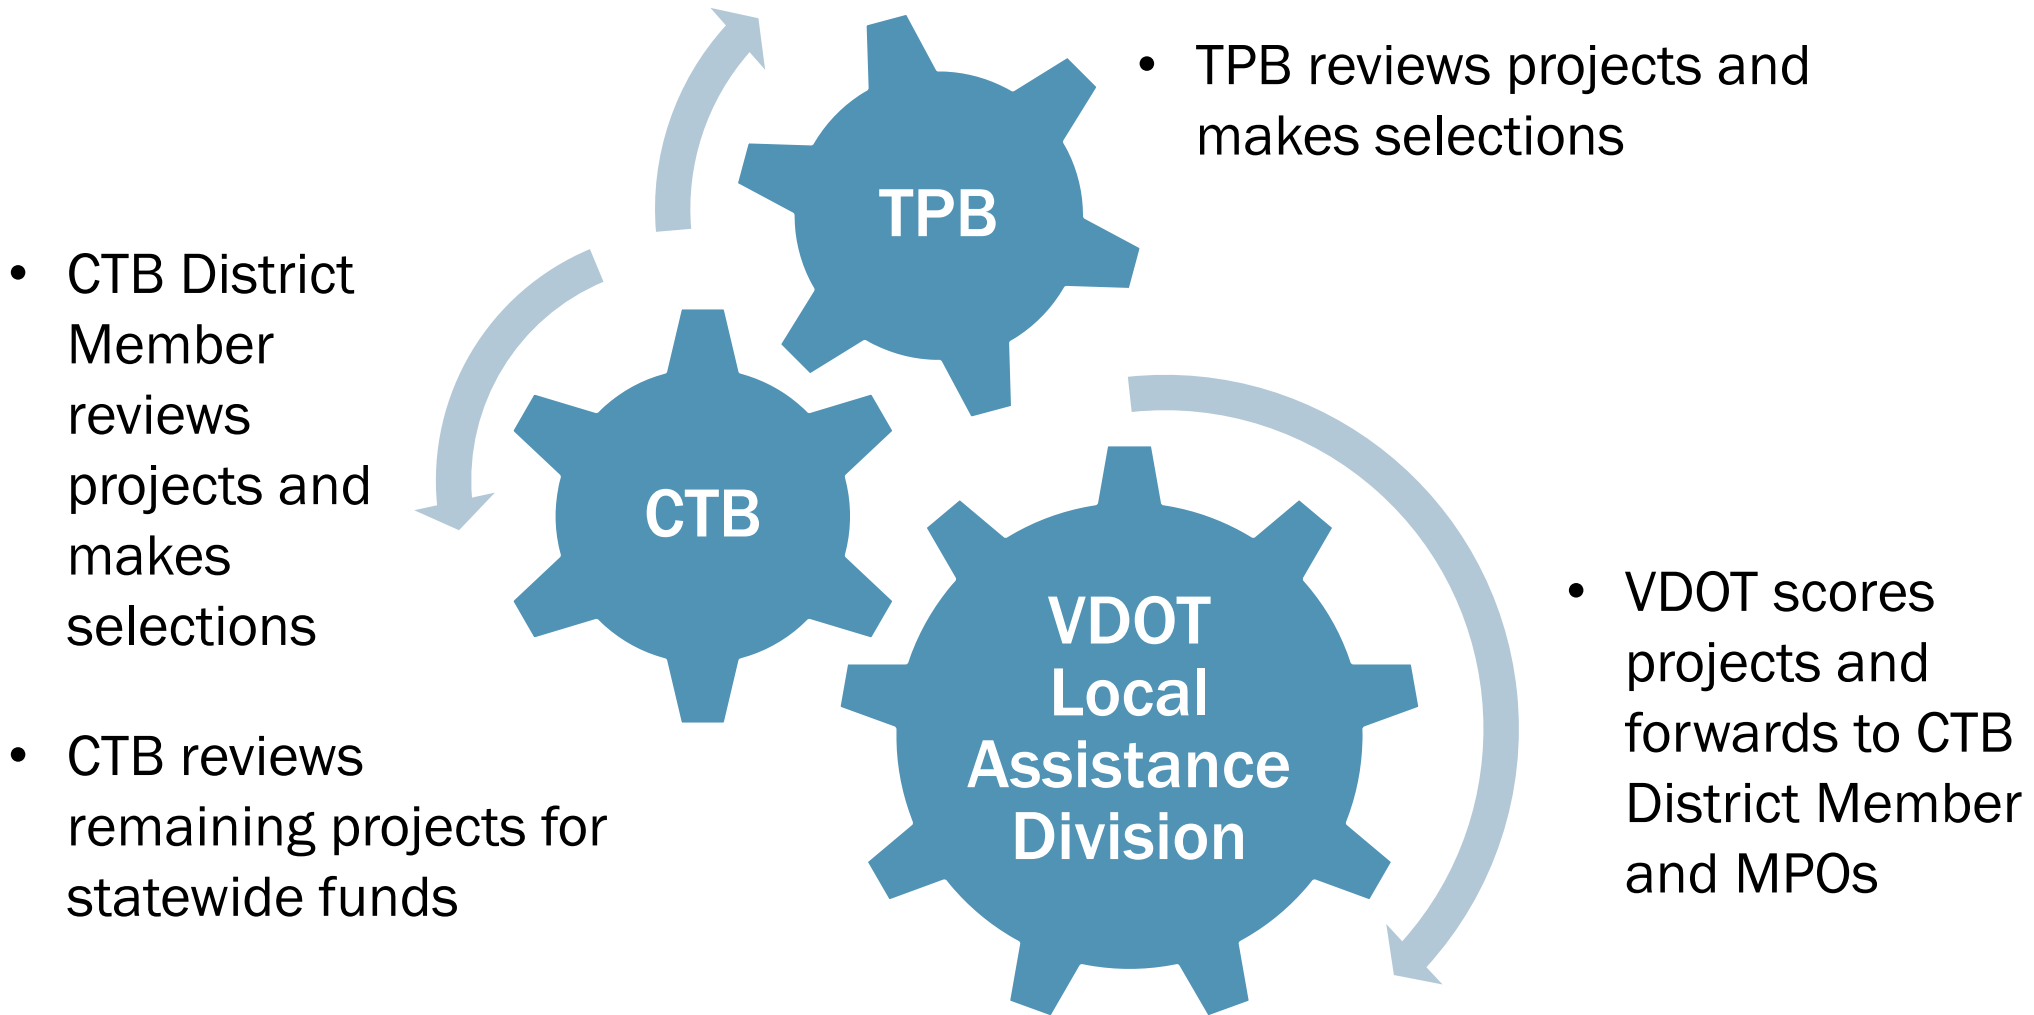 • TPB reviews projects and
makes selections
TPB
• CTB District
Member
reviews
projects and
makes
selections
• CTB reviews
remaining projects for
statewide funds
CTB
VDOT
Local
Assistance
Division
• VDOT scores
projects and
forwards to CTB
District Member
and MPOs